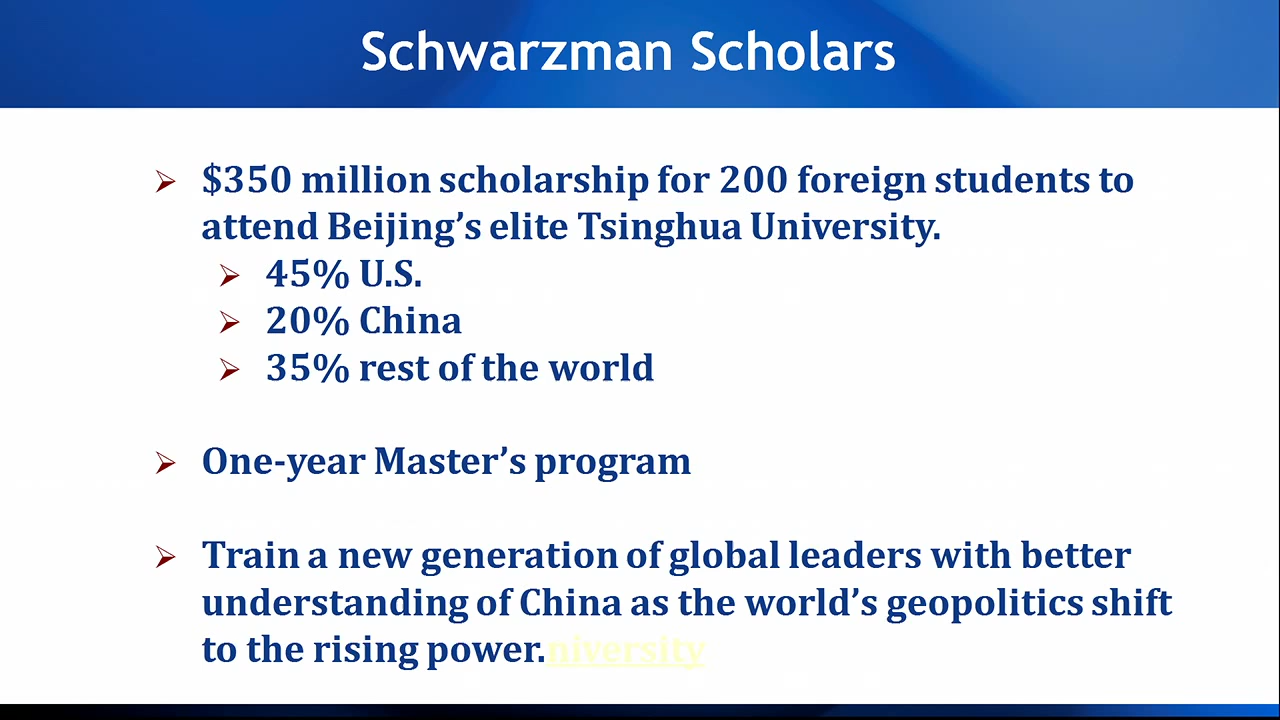 Schwarzman Scholars
$350 million scholarship for 200 foreign students to
attend Beijing’s elite Tsinghua University.
45% U.S.
20% China
35% rest of the world
One-year Master’s program
Train a new generation of global leaders with better
understanding of China as the world’s geopolitics shift
to the rising power.niversity